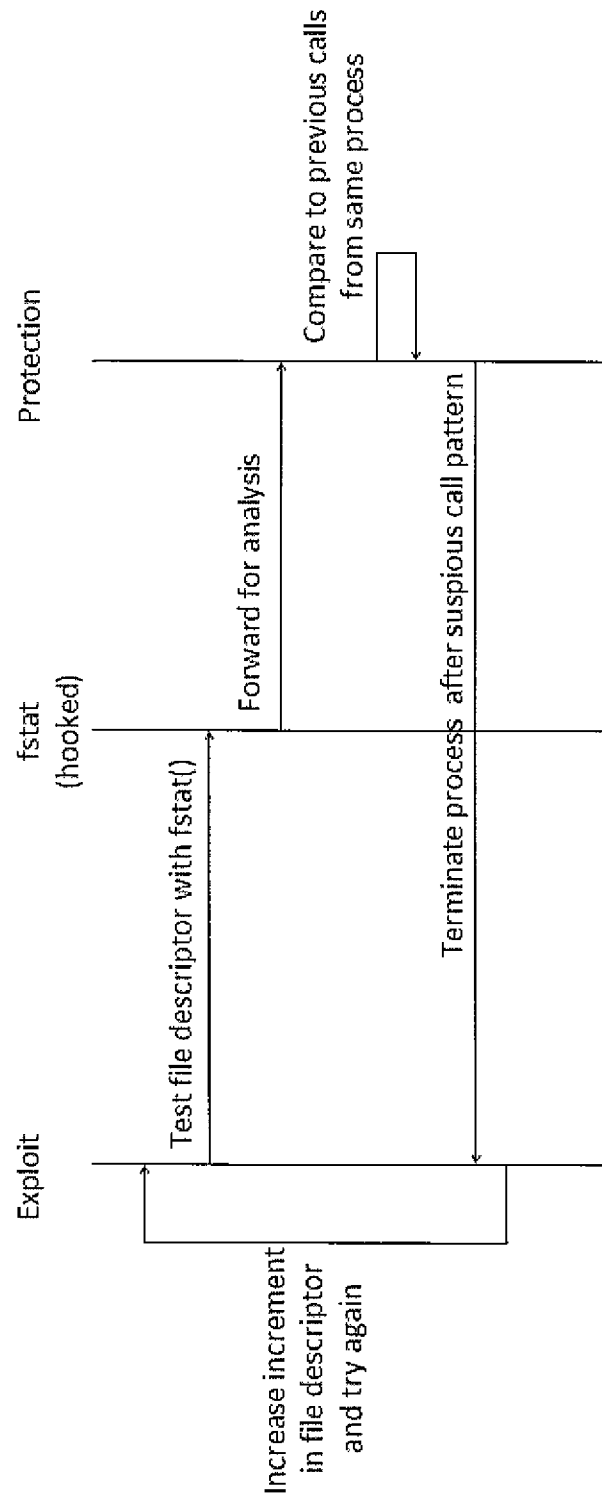 Exploit
fstat
(hooked)
Protection
Test file descriptor with fstat()
Forward for analysis
Compare to previous calls
from same process
Terminate process after suspious call pattern
Increase increment
in file descriptor
and try again